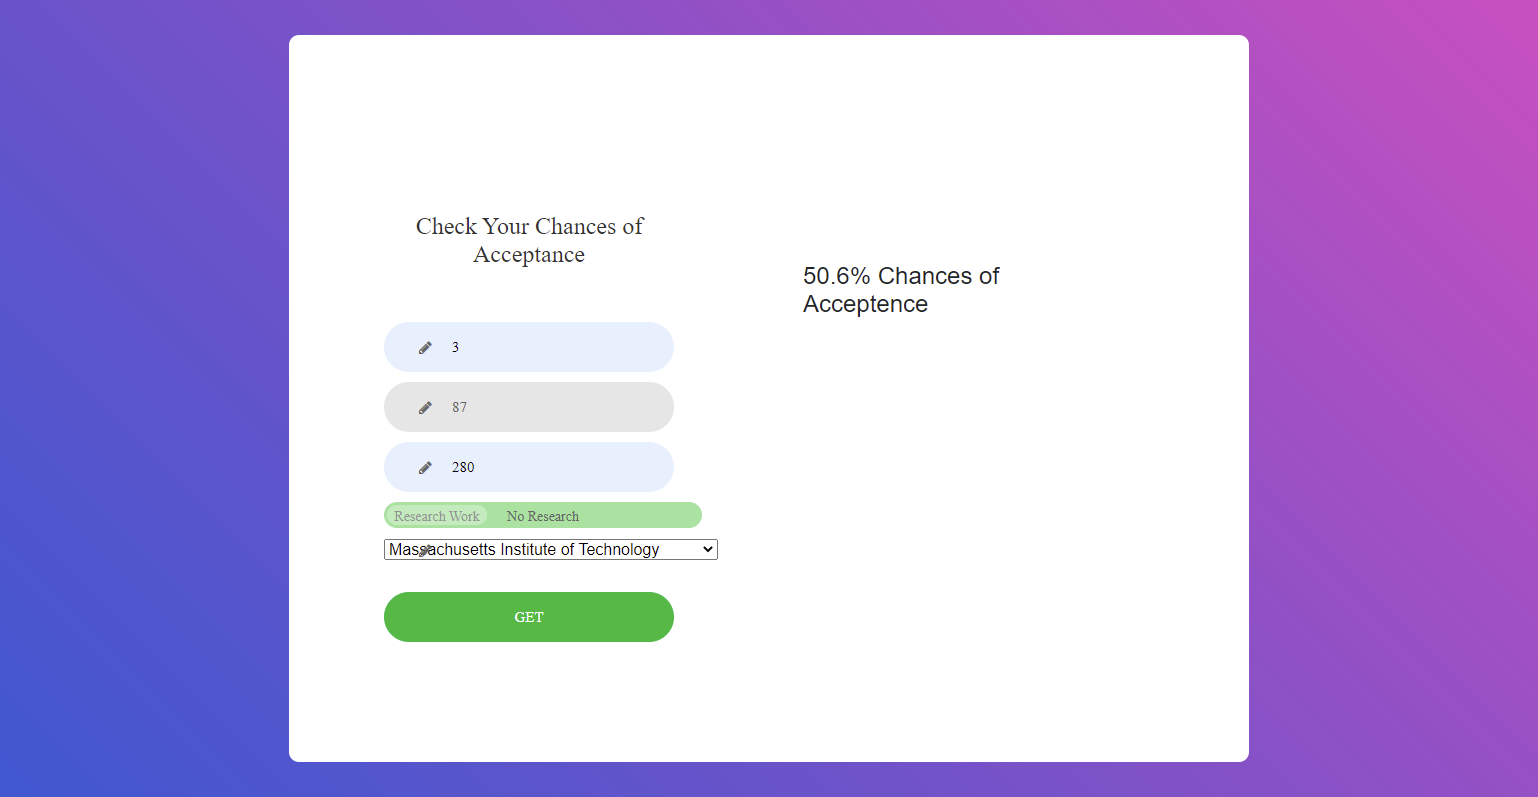 Check Your Chances of
Acceptance
3
87
280
Research Work No Research
Massachusetts Institute of Technology
GET
50.6% Chances of
Acceptence